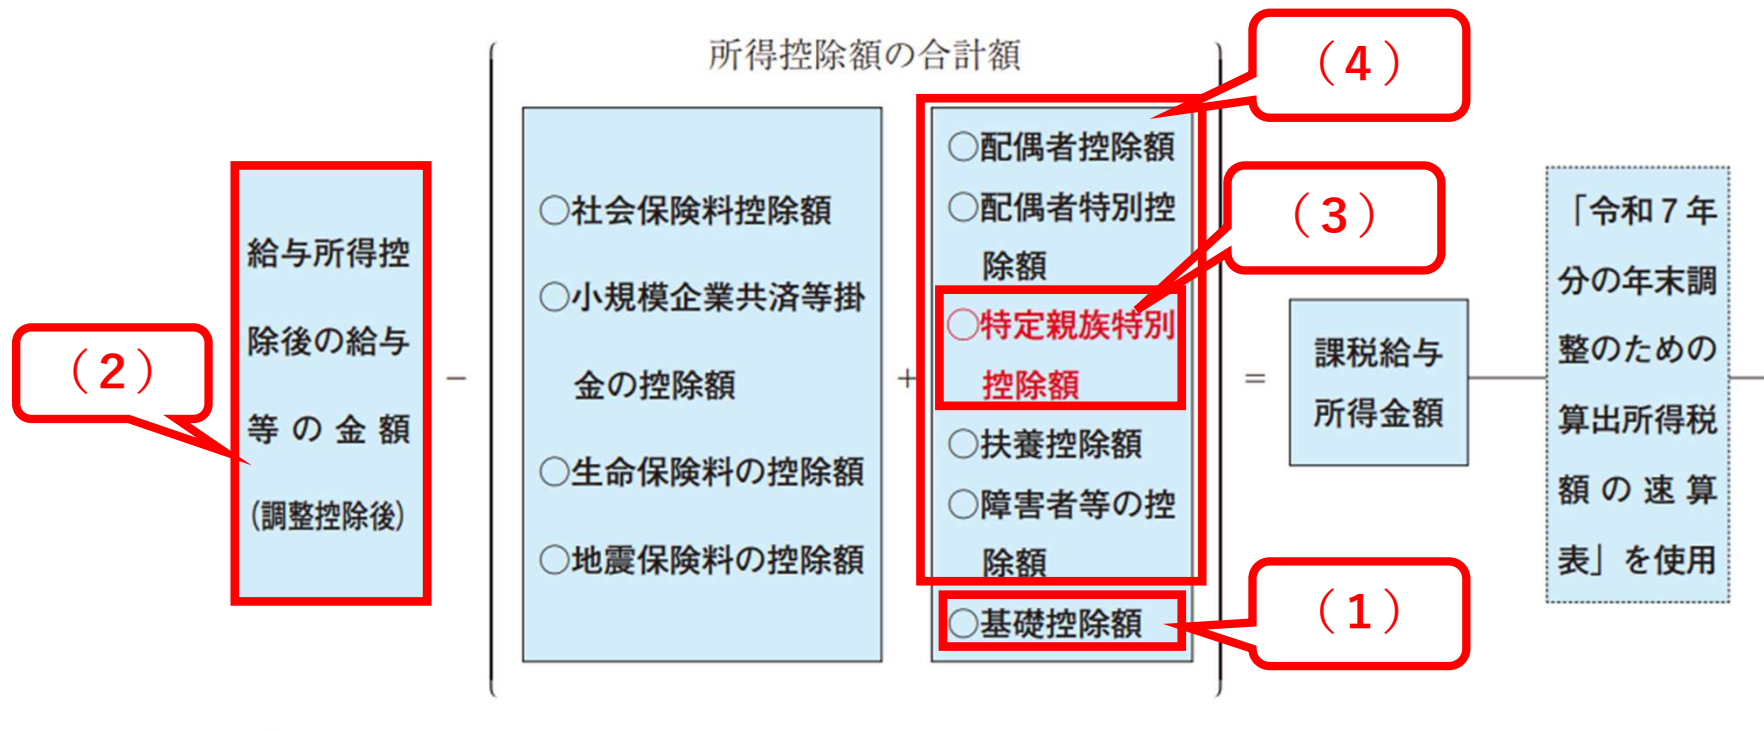 所得控除額の合計額
（4）
（3）
（2）
（1）
給与所得控
除後の給与
等の金額
(調整控除後)
−
○社会保険料控除額
○小規模企業共済等掛
金の控除額
○生命保険料の控除額
○地震保険料の控除額
+
○配偶者控除額
○配偶者特別控
除額
○特定親族特別
控除額
○扶養控除額
○障害者等の控
除額
○基礎控除額
=
課税給与
所得金額
「令和７年
分の年末調
整のための
算出所得税
額の速算
表」を使用